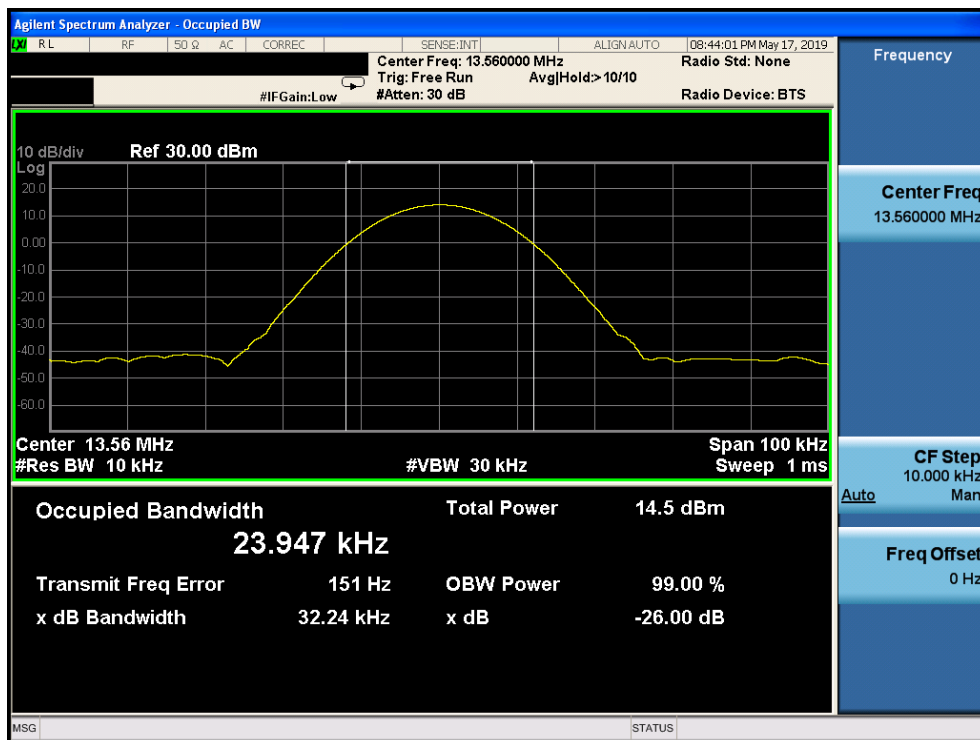 Agilent Spectrum Analyzer - Occupied BW
LXI RL RF 50 Ω AC CORREC SENSE:INT ALIGN AUTO 08:44:01 PM May 17, 2019
Frequency
Center Freq: 13.560000 MHz Radio Std: None
Trig: Free Run Avg|Hold:> 10/10
#IFGain:Low #Atten: 30 dB Radio Device: BTS
10 dB/div Ref 30.00 dBm
Log
20.0
10.0
0.00
-10.0
-20.0
-30.0
-40.0
-50.0
-60.0
Center 13.56 MHz Span 100 kHz
#Res BW 10 kHz #VBW 30 kHz Sweep 1 ms
Occupied Bandwidth Total Power 14.5 dBm
23.947 kHz
Transmit Freq Error 151 Hz OBW Power 99.00 %
x dB Bandwidth 32.24 kHz x dB -26.00 dB
Center Freq
13.560000 MHz
CF Step
10.000 kHz
Auto Man
Freq Offset
0 Hz
MSG STATUS